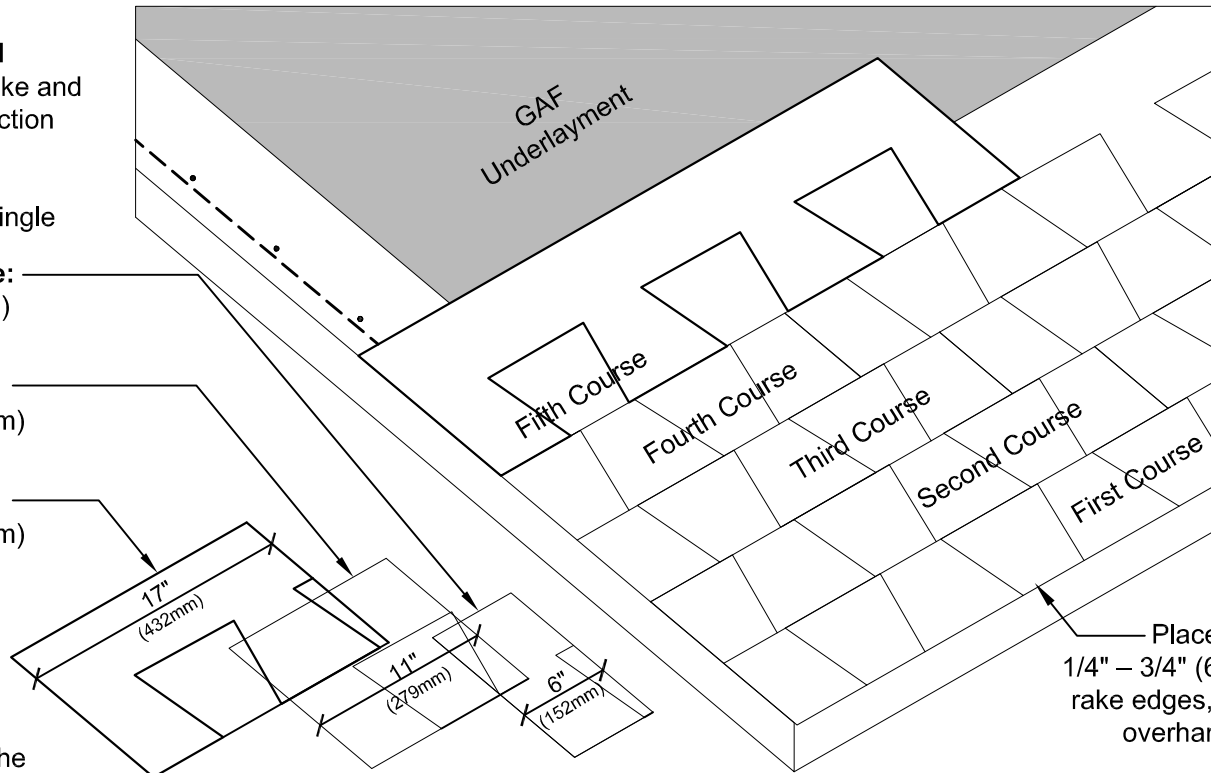 ke and
ction
ingle
e:
)
m)
m)
he
GAF
Underlayment
Fifth Course
Fourth Course
Third Course
Second Course
First Course
17"
(432mm)
11"
(279mm)
6"
(152mm)
Place
1/4" – 3/4" (6
rake edges,
overhan